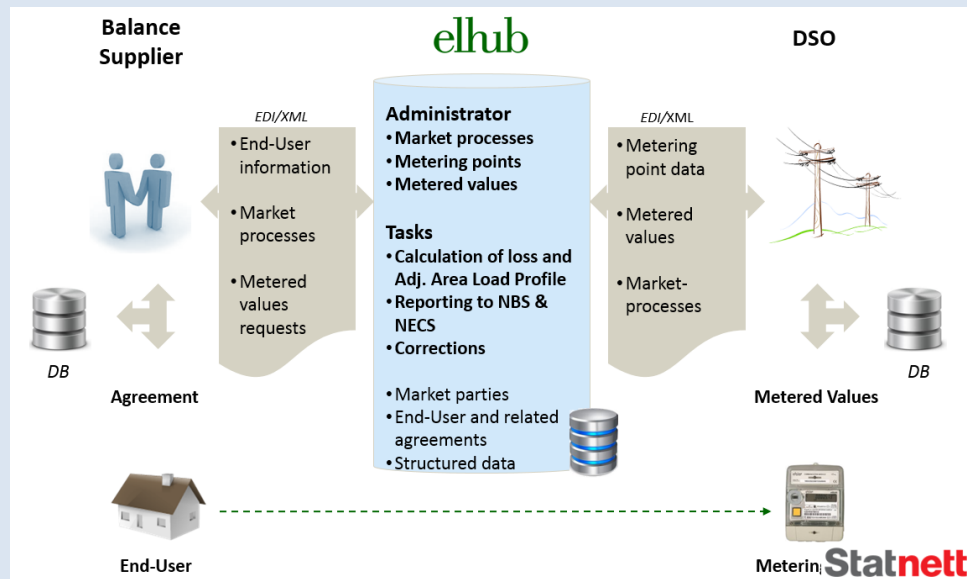 Balance
Supplier
elhub
DSO
EDI/XML
• End-User
information
• Market
processes
• Metered
values
requests
Administrator
• Market processes
• Metering points
• Metered values
Tasks
• Calculation of loss and
Adj. Area Load Profile
• Reporting to NBS &
NECS
• Corrections
• Market parties
• End-User and related
agreements
• Structured data
EDI/XML
• Metering
point data
• Metered
values
• Market-
processes
DB
Agreement
Metered Values
DB
End-User
Metering
Statnett